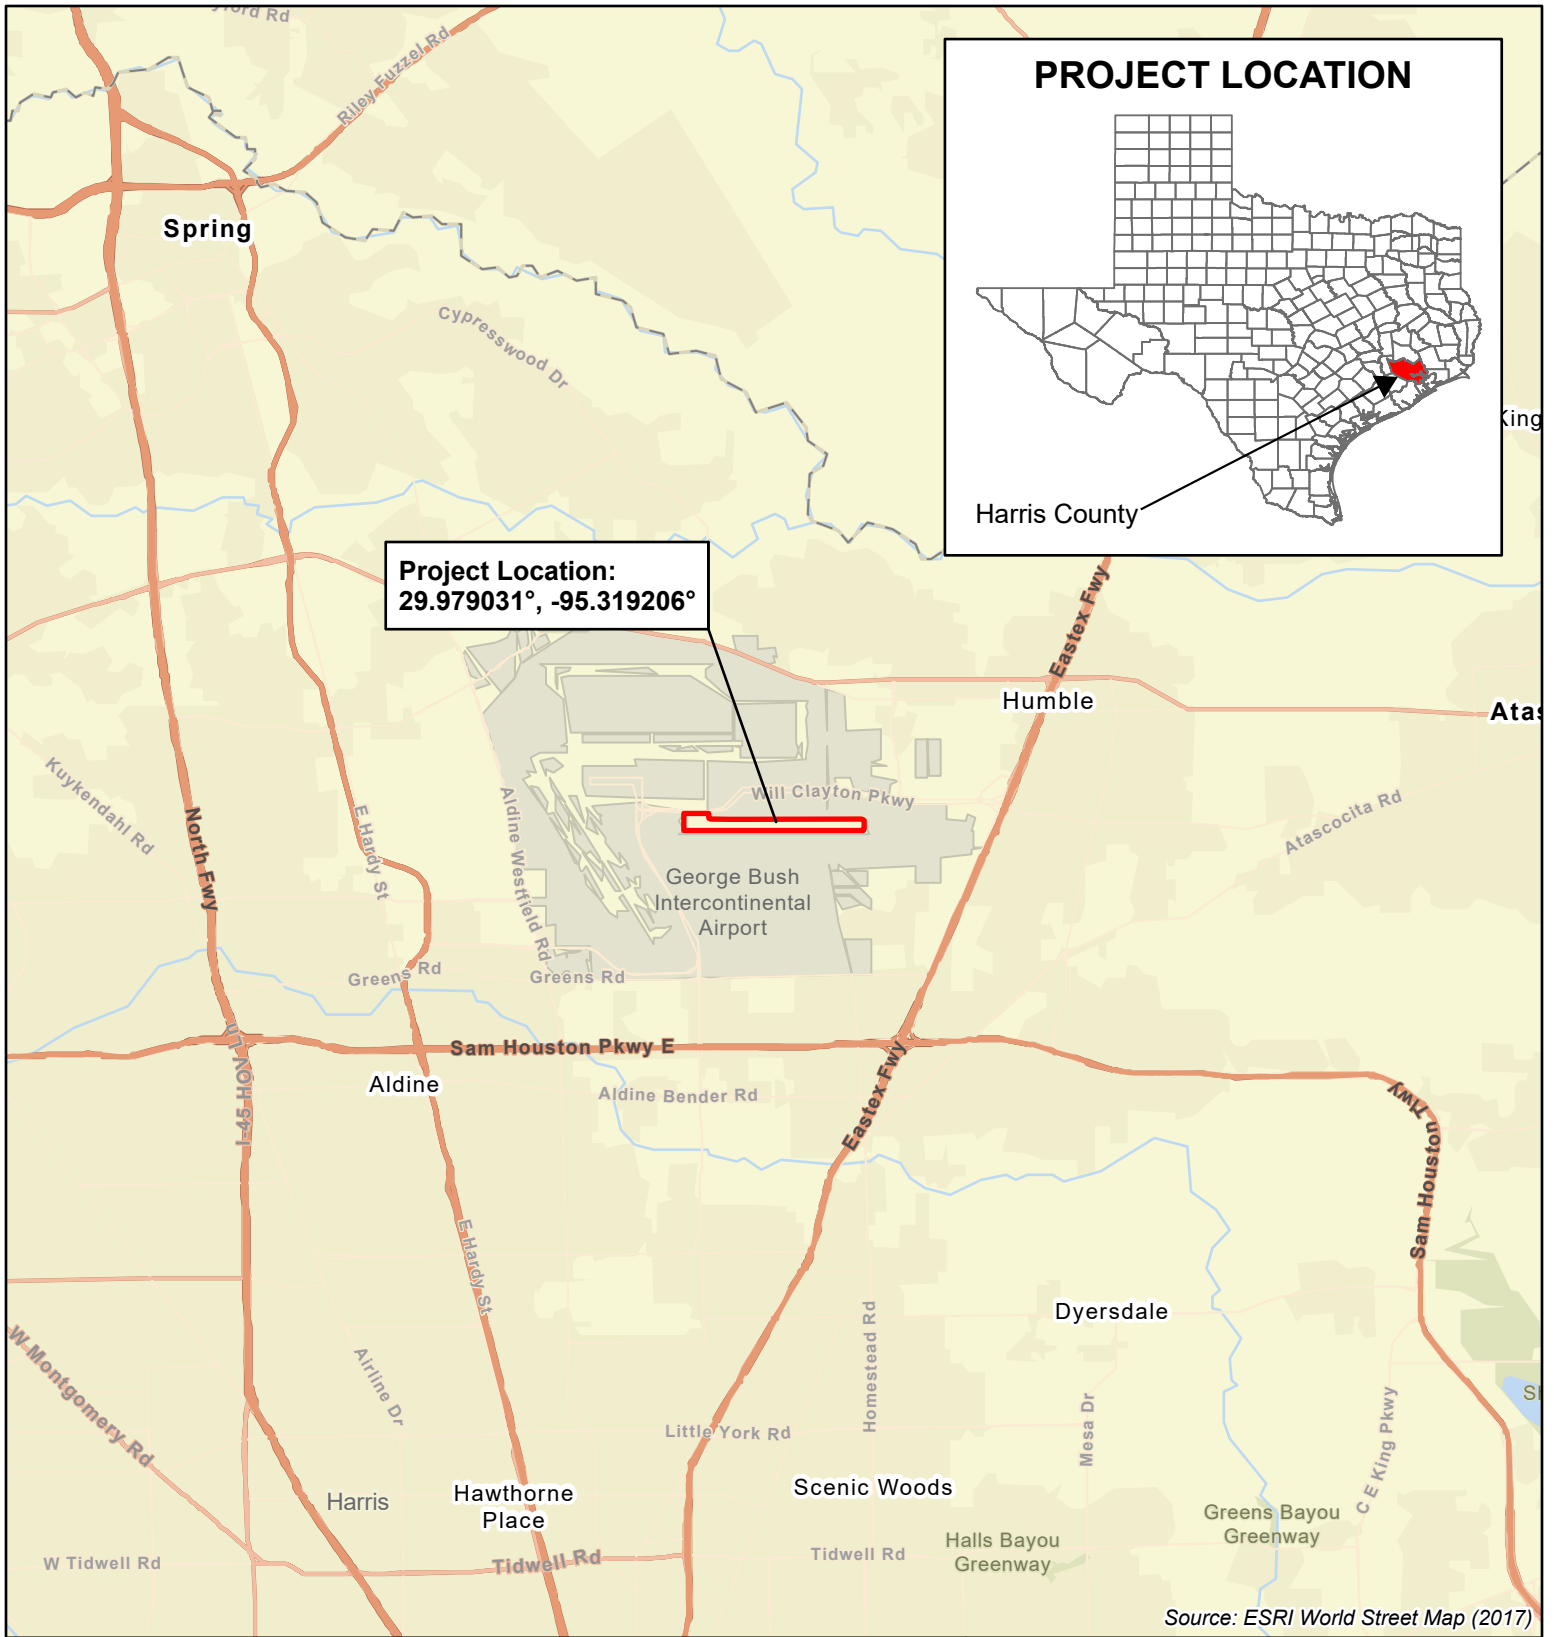 Riley Fuzzel Rd
PROJECT LOCATION
Harris County
Spring
Cypresswood Dr
Project Location:
29.979031°, -95.319206°
Eastex Fwy
Humble
Kuykendahl Rd
North Fwy
E Hardy St
Aldine Westfield Rd
Will Clayton Pkwy
Atascocita Rd
George Bush
Intercontinental
Airport
Greens Rd
Greens Rd
Sam Houston Pkwy E
I-45 HOV Ln
Aldine
Aldine Bender Rd
Eastex Fwy
Sam Houston Tlwy
E Hardy St
Dyersdale
W Montgomery Rd
Airline Dr
Homestead Rd
Little York Rd
Mesa Dr
C E King Pkwy
Harris
Hawthorne
Place
Scenic Woods
Greens Bayou
Greenway
Halls Bayou
Greenway
W Tidwell Rd
Tidwell Rd
Tidwell Rd
Source: ESRI World Street Map (2017)